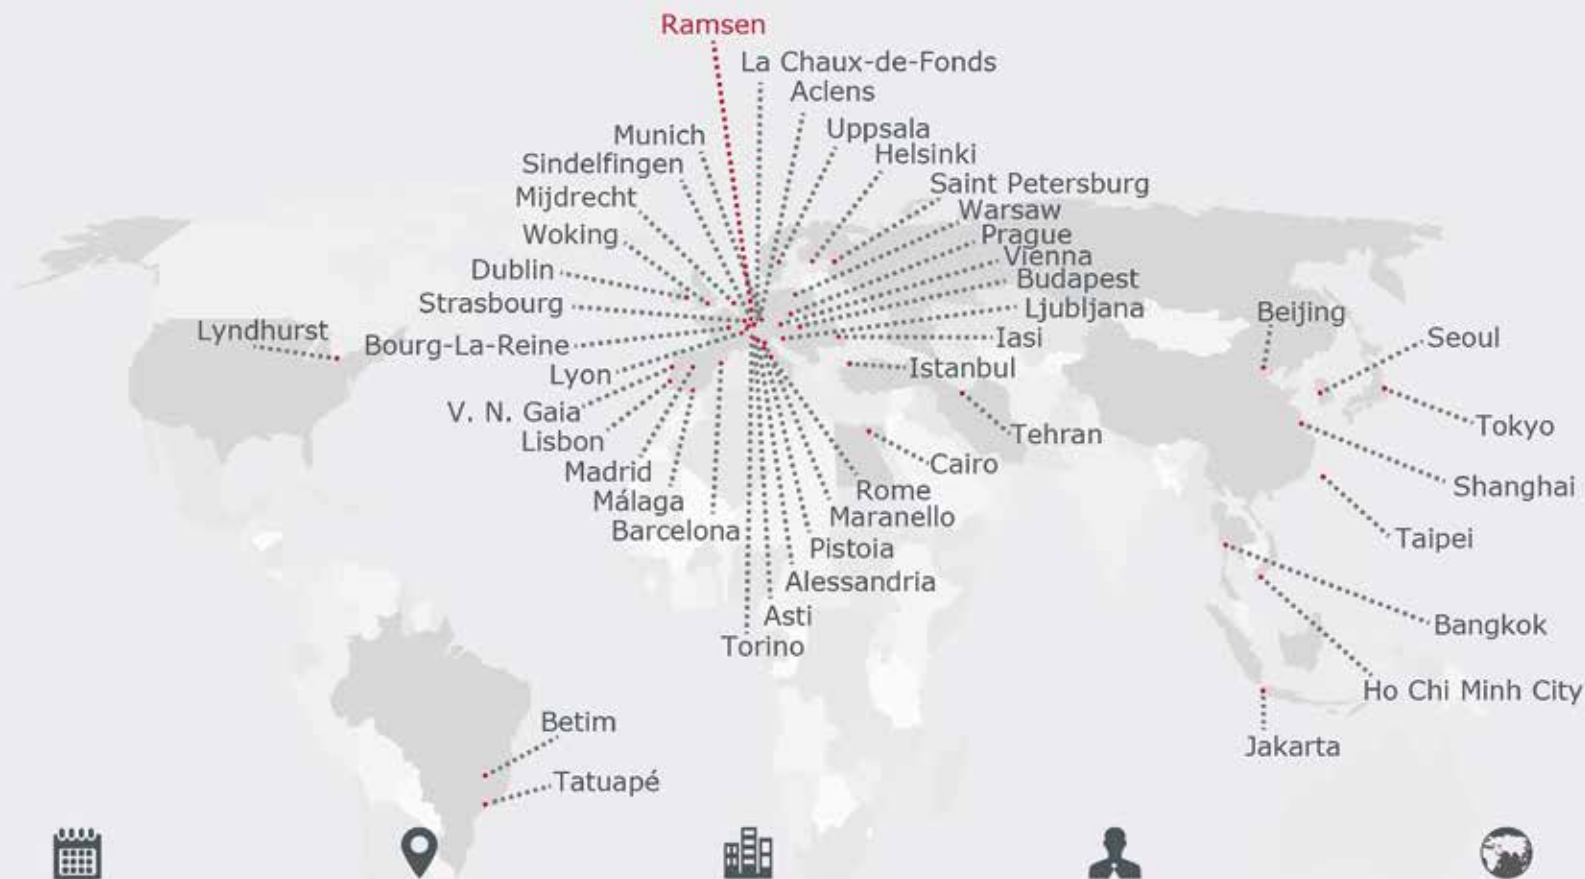 Ramsen
La Chaux-de-Fonds
Aclens
Uppsala
Munich
Helsinki
Sindelfingen
Saint Petersburg
Mijdrecht
Warsaw
Woking
Prague
Vienna
Dublin
Budapest
Strasbourg
Ljubljana
Beijing
Lyndhurst
Iasi
Seoul
Bourg-La-Reine
Istanbul
Lyon
V. N. Gaia
Tokyo
Lisbon
Tehran
Madrid
Cairo
Shanghai
Málaga
Rome
Maranello
Barcelona
Taipei
Pistoia
Alessandria
Asti
Bangkok
Torino
Ho Chi Minh City
Betim
Jakarta
Tatuapé